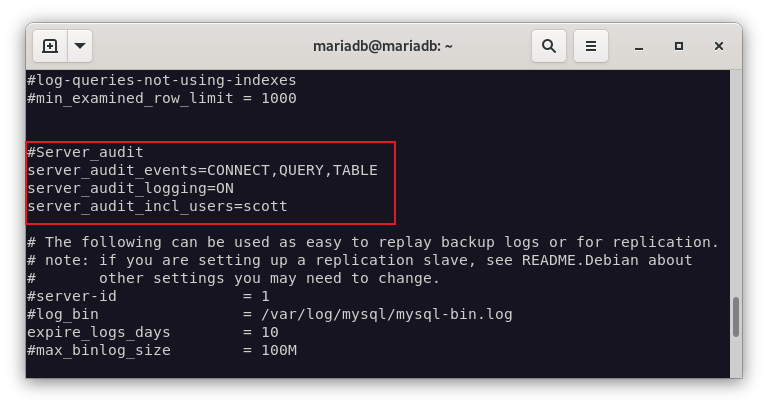 mariadb@mariadb: ~
#log-queries-not-using-indexes
#min_examined_row_limit = 1000
#Server_audit
server_audit_events=CONNECT,QUERY,TABLE
server_audit_logging=ON
server_audit_incl_users=scott
# The following can be used as easy to replay backup logs or for replication.
# note: if you are setting up a replication slave, see README.Debian about
#       other settings you may need to change.
#server-id              = 1
#log_bin                = /var/log/mysql/mysql-bin.log
expire_logs_days        = 10
#max_binlog_size        = 100M